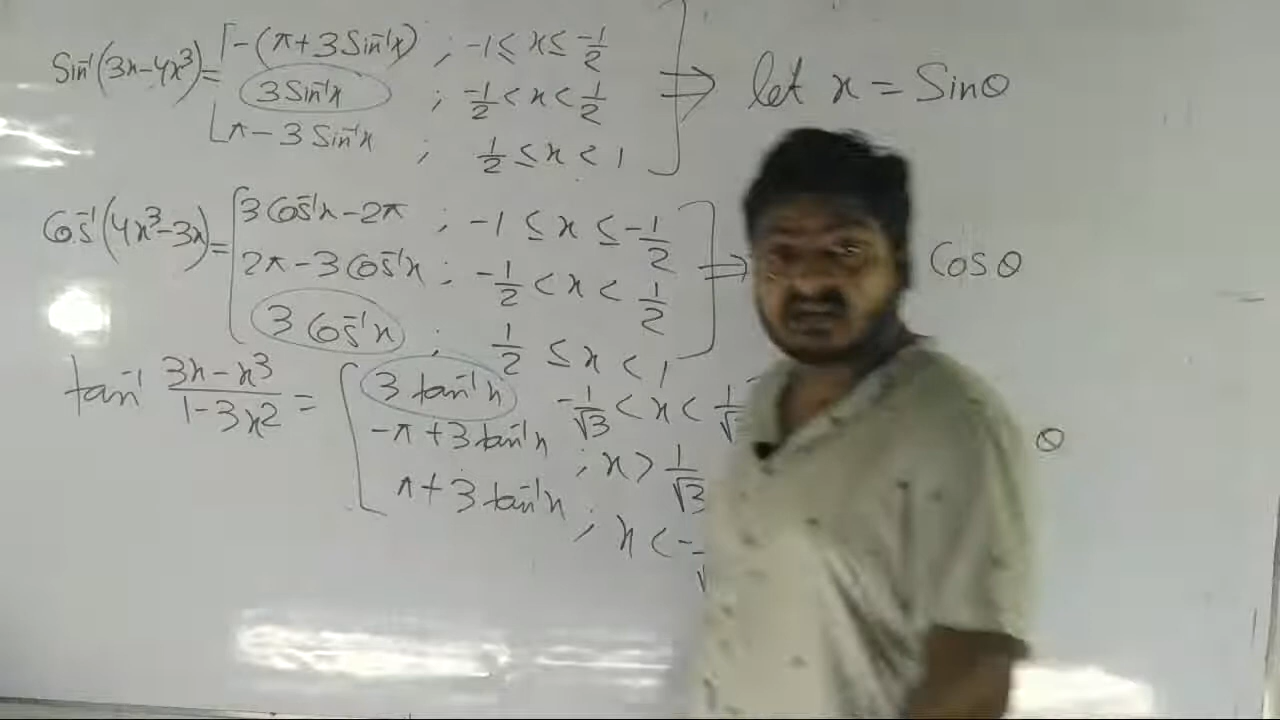 Sin⁻¹(3x-4x³)= -(π+3Sin⁻¹x) ; -1≤x≤-1/2 ⇒ let x = Sinθ
3Sin⁻¹x ; -1/2<x<1/2
π-3Sin⁻¹x ; 1/2≤x<1
Cos⁻¹(4x³-3x)= 3Cos⁻¹x-2π ; -1≤x≤-1/2 ⇒ Cosθ
2π-3Cos⁻¹x ; -1/2<x<1/2
3Cos⁻¹x ; 1/2≤x<1
tan⁻¹ (3x-x³)/(1-3x²) = 3tan⁻¹x -1/√3<x<1/√ θ
-π+3tan⁻¹x ; x>1/√3
π+3tan⁻¹x ; x<-